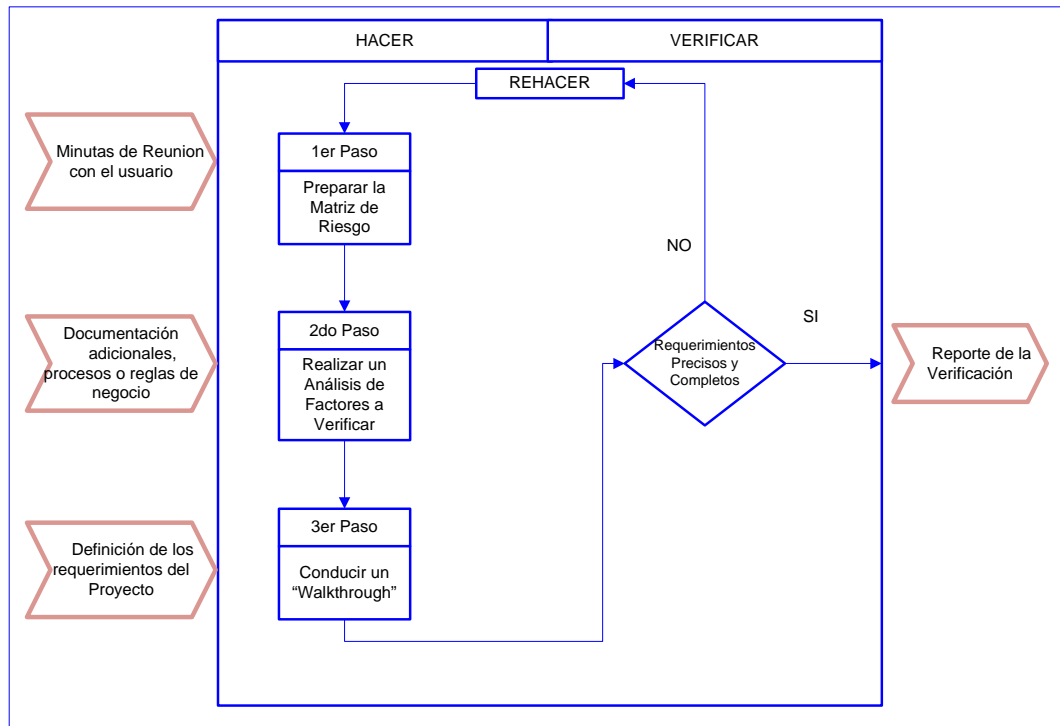 HACER
VERIFICAR
REHACER
Minutas de Reunion
con el usuario
1er Paso
Preparar la
Matriz de
Riesgo
NO
Documentación
adicionales,
procesos o reglas de
negocio
2do Paso
Realizar un
Análisis de
Factores a
Verificar
Requerimientos
Precisos y
Completos
SI
Reporte de la
Verificación
Definición de los
requerimientos del
Proyecto
3er Paso
Conducir un
“Walkthrough”